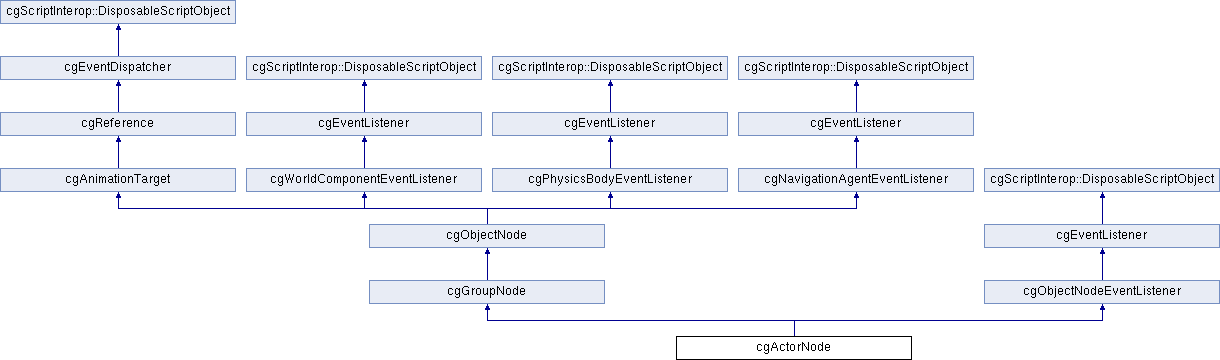 cgScriptInterop::DisposableScriptObject
cgEventDispatcher
cgScriptInterop::DisposableScriptObject
cgScriptInterop::DisposableScriptObject
cgScriptInterop::DisposableScriptObject
cgReference
cgEventListener
cgEventListener
cgEventListener
cgAnimationTarget
cgWorldComponentEventListener
cgPhysicsBodyEventListener
cgNavigationAgentEventListener
cgScriptInterop::DisposableScriptObject
cgObjectNode
cgEventListener
cgGroupNode
cgObjectNodeEventListener
cgActorNode